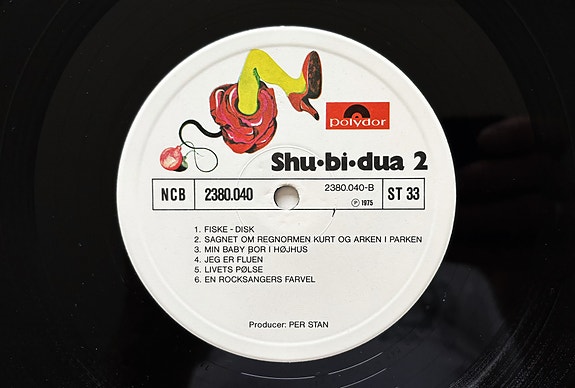 polydor
Shu•bi•dua 2
NCB 2380.040 2380.040-B ST 33
℗ 1975
1. FISKE - DISK
2. SAGNET OM REGNORMEN KURT OG ARKEN I PARKEN
3. MIN BABY BOR I HØJHUS
4. JEG ER FLUEN
5. LIVETS PØLSE
6. EN ROCKSANGERS FARVEL
Producer: PER STAN